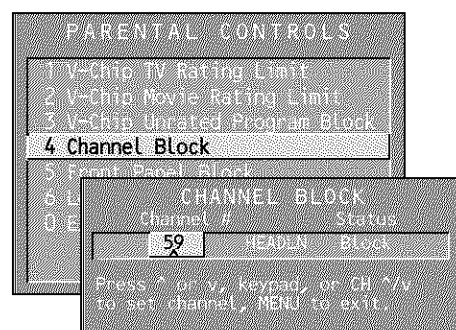 PARENTAL CONTROLS
1 V-Chip TV Rating Limit
2 V-Chip Movie Rating Limit
3 V-Chip Unrated Program Block
4 Channel Block
5 Front Panel Block
6 L
0 E
CHANNEL BLOCK
Channel # Status
59 HEADLN Block
Press ^ or v, keypad, or CH ^/v
to set channel, MENU to exit.